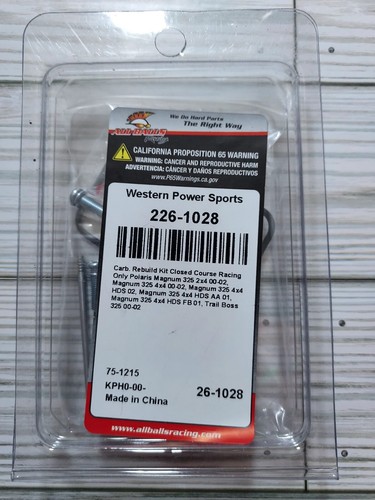 We Do Hard Parts
The Right Way
ALL BALLS
CALIFORNIA PROPOSITION 65 WARNING
WARNING: CANCER AND REPRODUCTIVE HARM
ADVERTENCIA: CÁNCER Y DAÑOS REPRODUCTIVOS
www.P65Warnings.ca.gov
Western Power Sports
226-1028
Carb. Rebuild Kit Closed Course Racing
Only Polaris Magnum 325 2x4 00-02,
Magnum 325 4x4 00-02, Magnum 325 4x4
HDS 02, Magnum 325 4x4 HDS AA 01,
Magnum 325 4x4 HDS FB 01, Trail Boss
325 00-02
75-1215
KPH0-00-
Made in China
26-1028
www.allballsracing.com